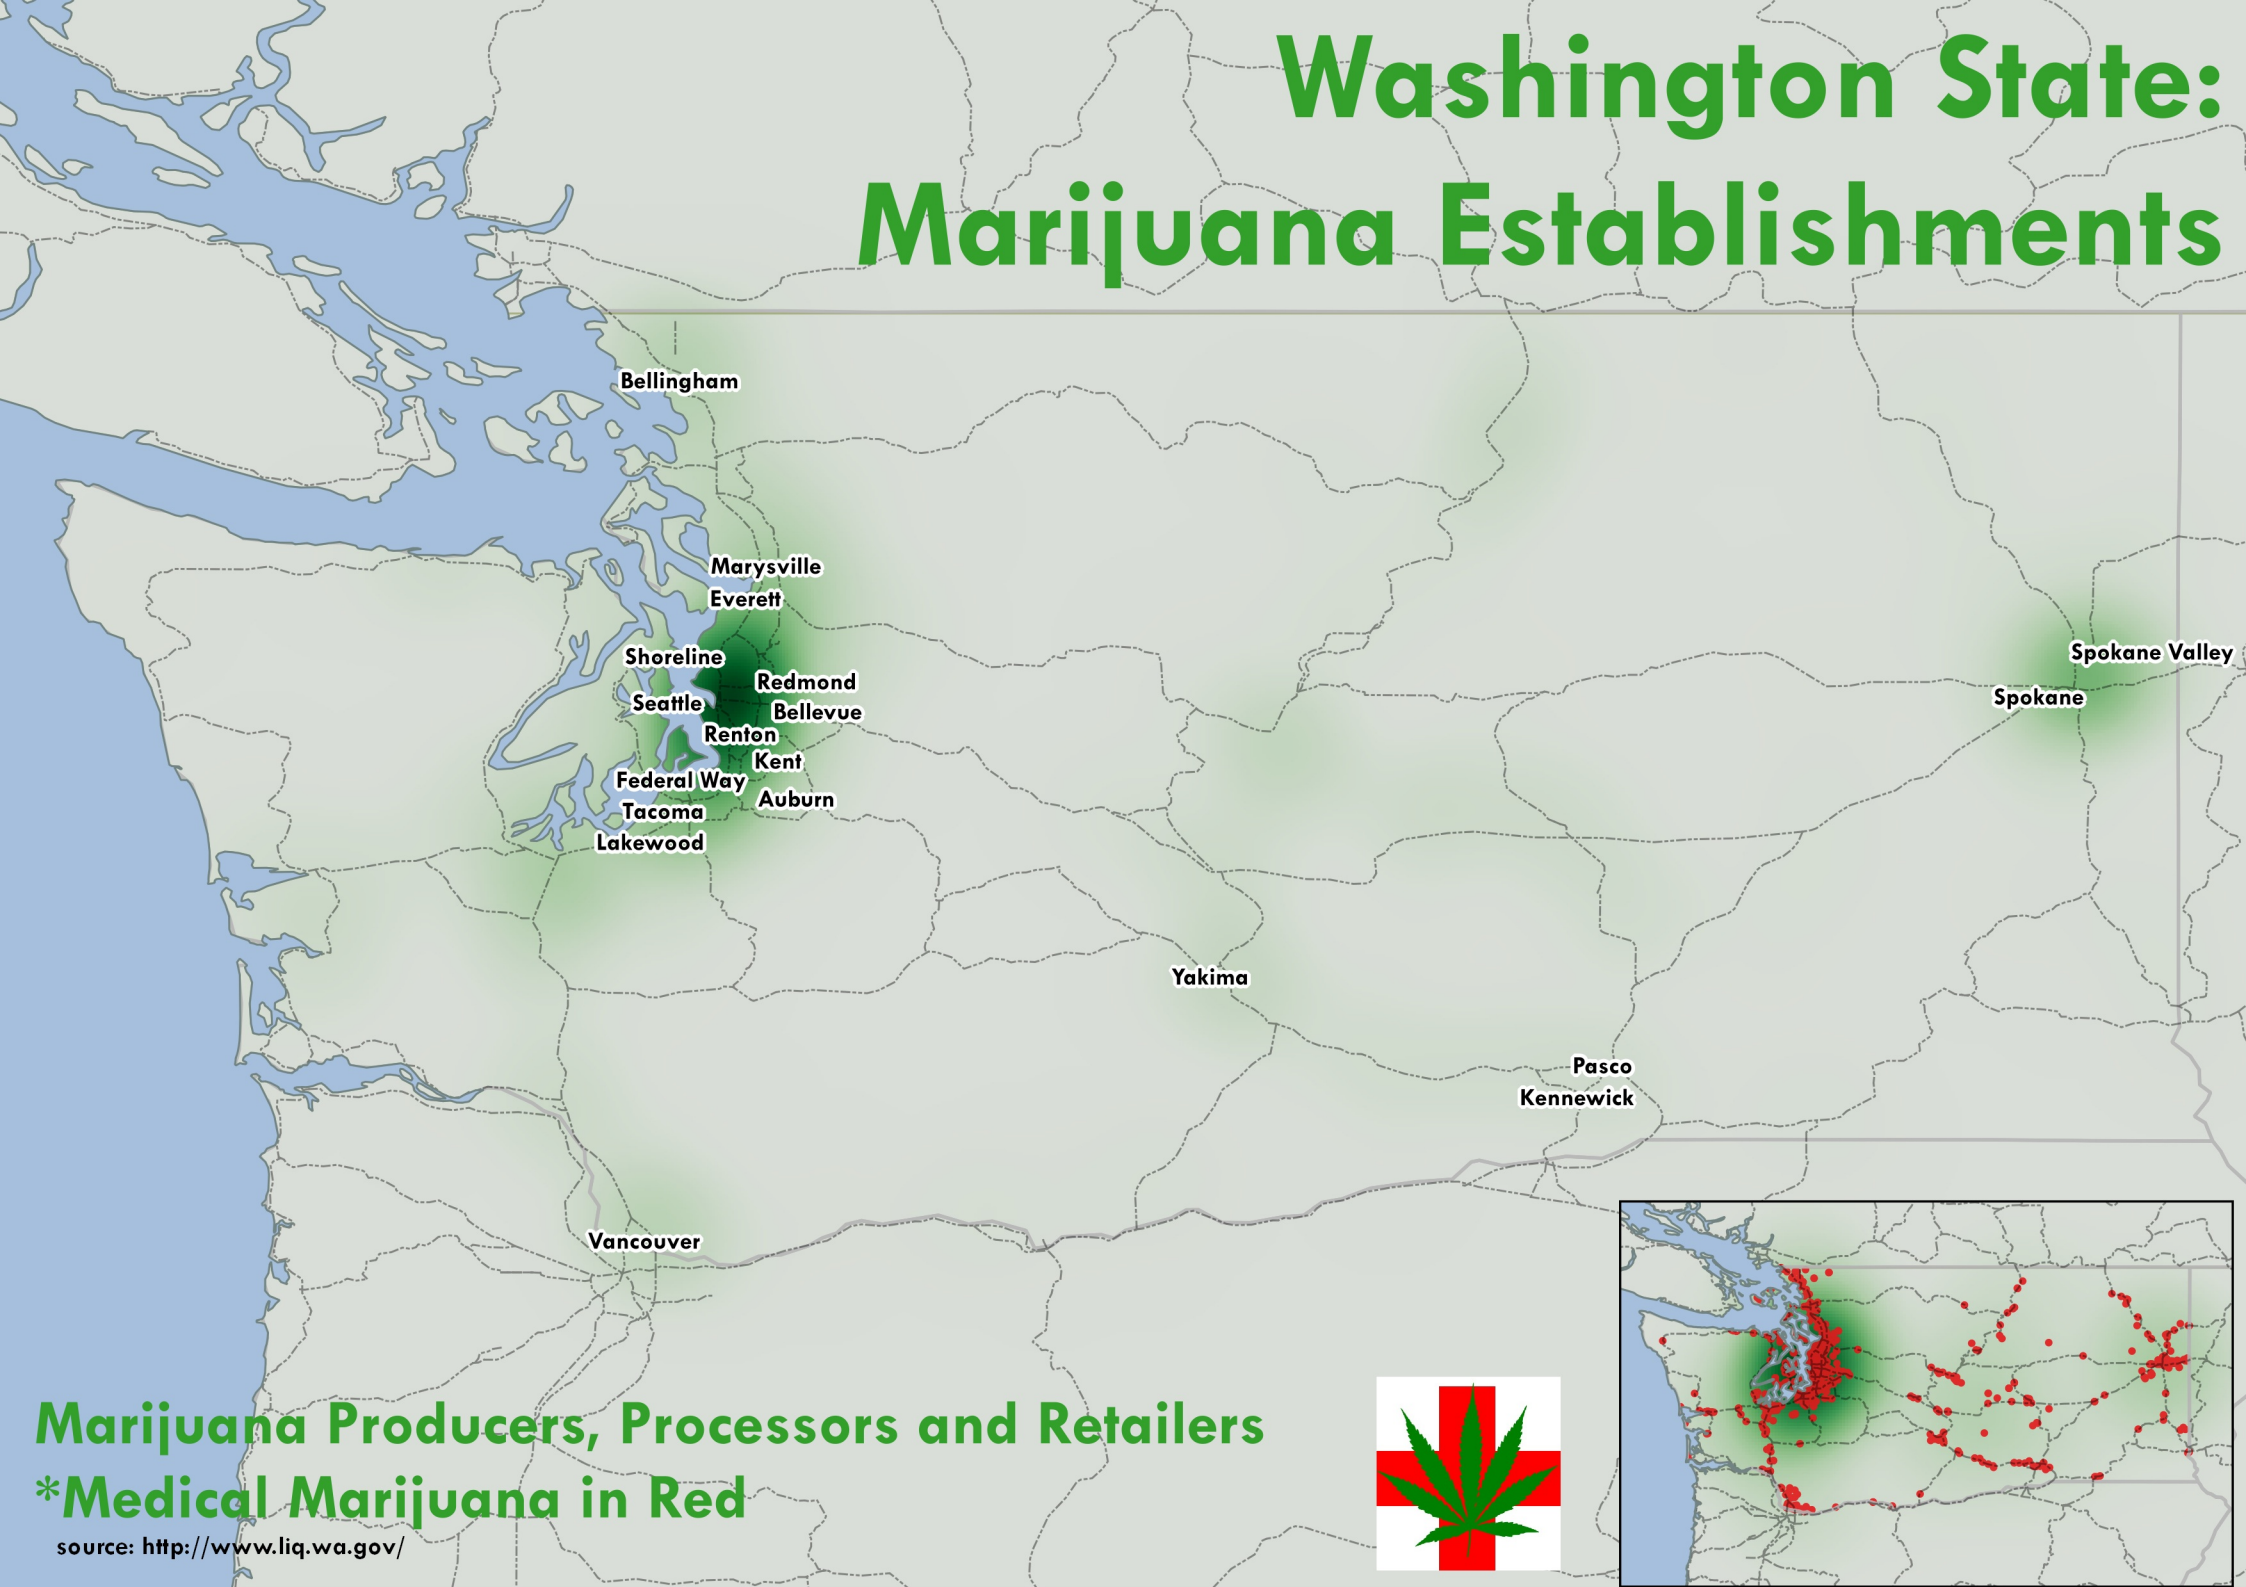 Washington State:
Marijuana Establishments
Bellingham
Marysville
Everett
Shoreline
Redmond
Seattle
Bellevue
Renton
Kent
Federal Way
Auburn
Tacoma
Lakewood
Spokane Valley
Spokane
Yakima
Pasco
Kennewick
Vancouver
Marijuana Producers, Processors and Retailers
*Medical Marijuana in Red
source: http://www.liq.wa.gov/